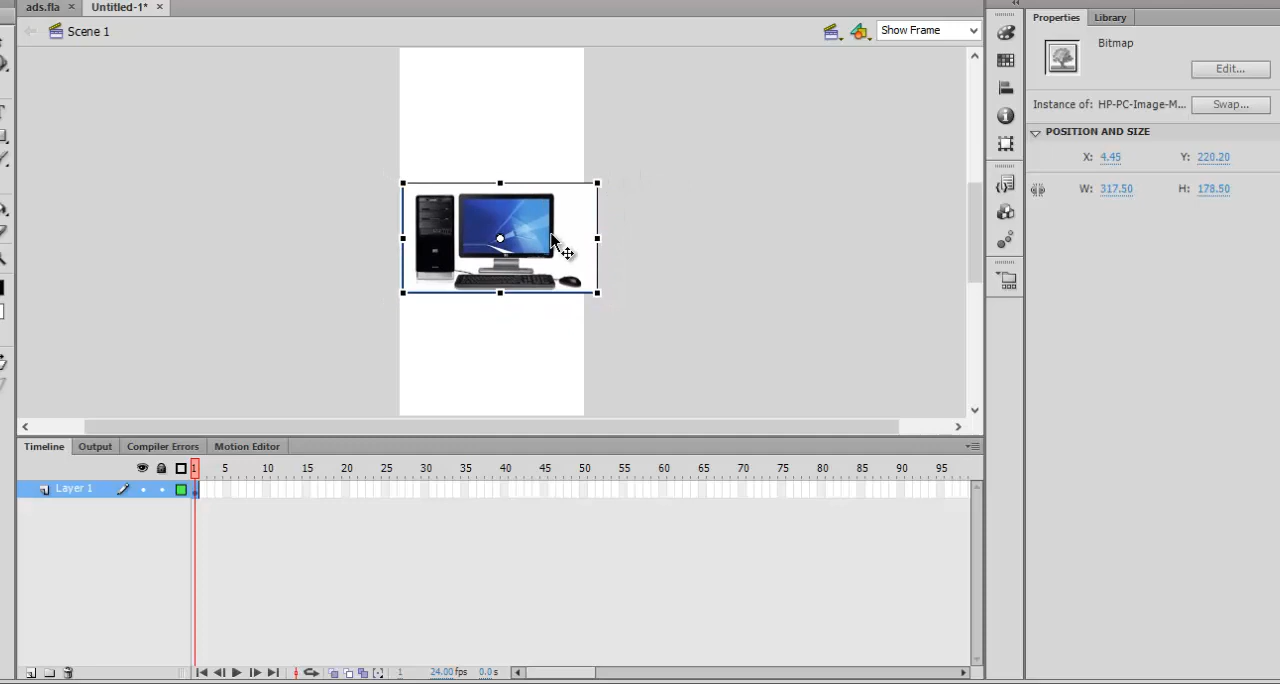 ads.fla × Untitled-1* ×
Scene 1
Show Frame
Properties Library
Bitmap
Edit...
Instance of: HP-PC-Image-M... Swap...
POSITION AND SIZE
X: 4.45 Y: 220.20
W: 317.50 H: 178.50
Timeline Output Compiler Errors Motion Editor
1 5 10 15 20 25 30 35 40 45 50 55 60 65 70 75 80 85 90 95
Layer 1
1 24.00 fps 0.0 s